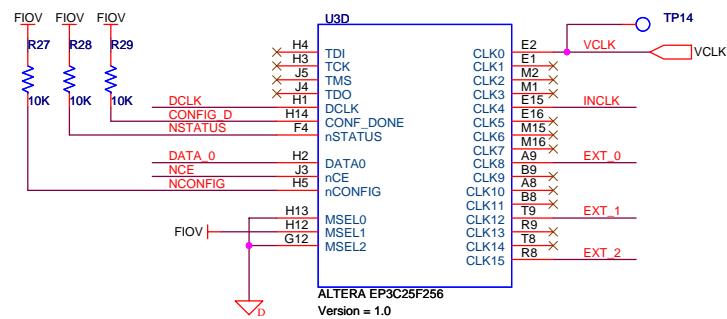 FIOV FIOV FIOV
R27 R28 R29
10K 10K 10K
U3D
TP14
H4 TDI CLK0 E2 VCLK
VCLK
H3 TCK CLK1 E1
J5 TMS CLK2 M2
J4 TDO CLK3 M1
DCLK H1 DCLK CLK4 E15 INCLK
CONFIG_D H14 CONF_DONE CLK5 E16
NSTATUS F4 nSTATUS CLK6 M15
CLK7 M16
DATA_0 H2 DATA0 CLK8 A9 EXT_0
NCE J3 nCE CLK9 B9
NCONFIG H5 nCONFIG CLK10 A8
CLK11 B8
H13 MSEL0 CLK12 T9 EXT_1
FIOV H12 MSEL1 CLK13 R9
G12 MSEL2 CLK14 T8
CLK15 R8 EXT_2
D
ALTERA EP3C25F256
Version = 1.0